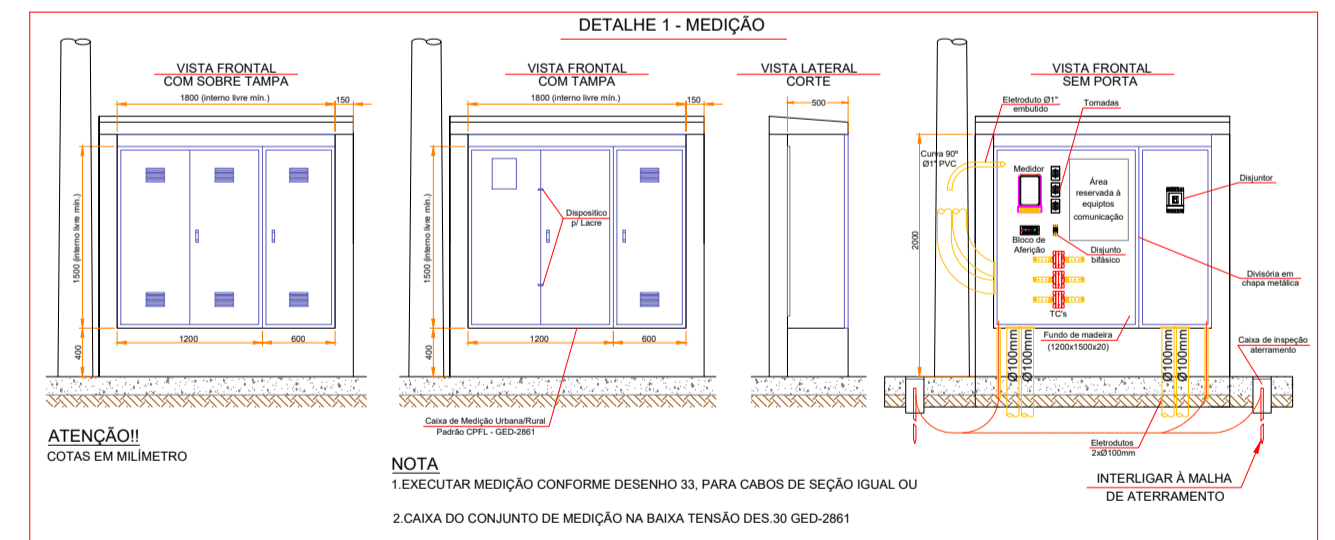 DETALHE 1 - MEDIÇÃO
VISTA FRONTAL
COM SOBRE TAMPA
1800 (interno livre mín.)
150
1500 (interno livre mín.)
400
1200
600
VISTA FRONTAL
COM TAMPA
1800 (interno livre mín.)
150
1500 (interno livre mín.)
400
Dispositico
p/ Lacre
1200
600
Caixa de Medição Urbana/Rural
Padrão CPFL - GED-2861
VISTA LATERAL
CORTE
500
VISTA FRONTAL
SEM PORTA
Eletroduto Ø1"
embutido
Tomadas
Curva 90º
Ø1" PVC
Medidor
Área
reservada à
equiptos
comunicação
Disjuntor
2000
Bloco de
Aferição
Disjunto
bifásico
Divisória em
chapa metálica
TC's
Fundo de madeira
(1200x1500x20)
Ø100mm
Ø100mm
Ø100mm
Ø100mm
Caixa de inspeção
aterramento
Eletrodutos
2xØ100mm
INTERLIGAR À MALHA
DE ATERRAMENTO
ATENÇÃO!!
COTAS EM MILÍMETRO
NOTA
1.EXECUTAR MEDIÇÃO CONFORME DESENHO 33, PARA CABOS DE SEÇÃO IGUAL OU
2.CAIXA DO CONJUNTO DE MEDIÇÃO NA BAIXA TENSÃO DES.30 GED-2861